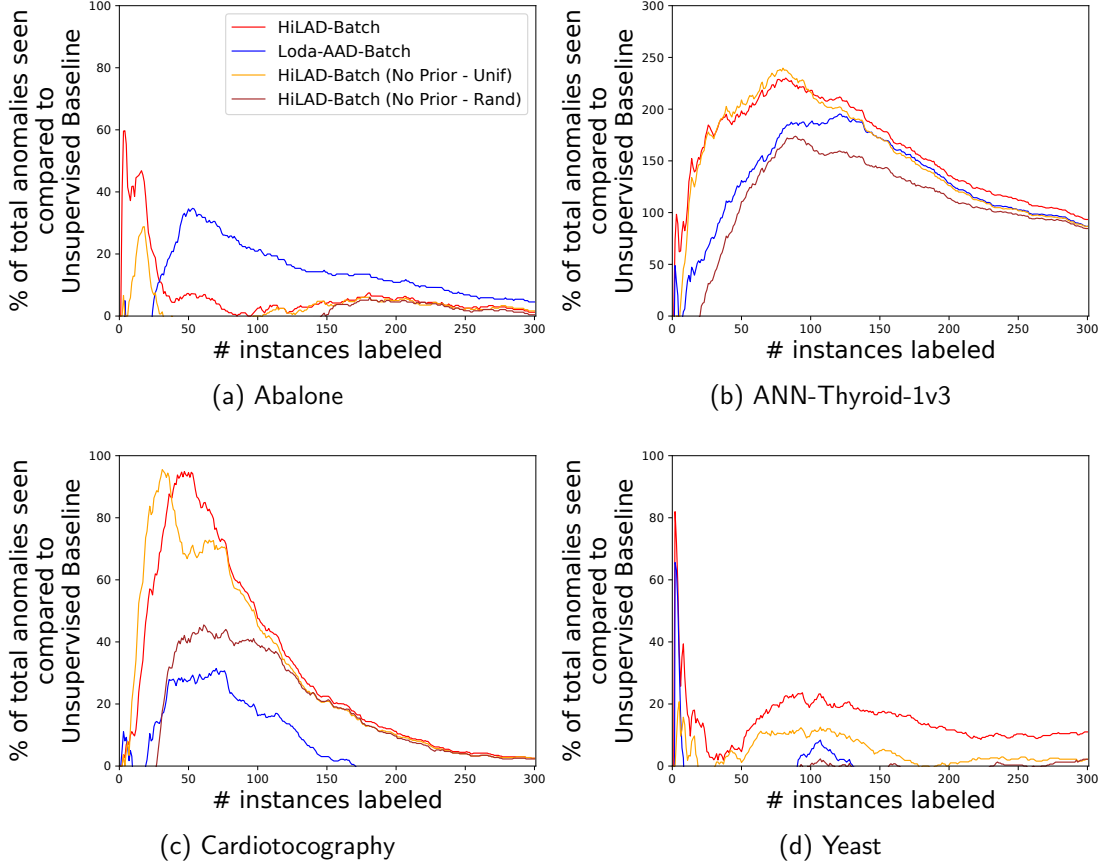 % of total anomalies seen
compared to
Unsupervised Baseline
100
80
60
40
20
0
0 50 100 150 200 250 300
# instances labeled
HiLAD-Batch
Loda-AAD-Batch
HiLAD-Batch (No Prior - Unif)
HiLAD-Batch (No Prior - Rand)
(a) Abalone
% of total anomalies seen
compared to
Unsupervised Baseline
300
250
200
150
100
50
0
0 50 100 150 200 250 300
# instances labeled
(b) ANN-Thyroid-1v3
% of total anomalies seen
compared to
Unsupervised Baseline
100
80
60
40
20
0
0 50 100 150 200 250 300
# instances labeled
(c) Cardiotocography
% of total anomalies seen
compared to
Unsupervised Baseline
100
80
60
40
20
0
0 50 100 150 200 250 300
# instances labeled
(d) Yeast